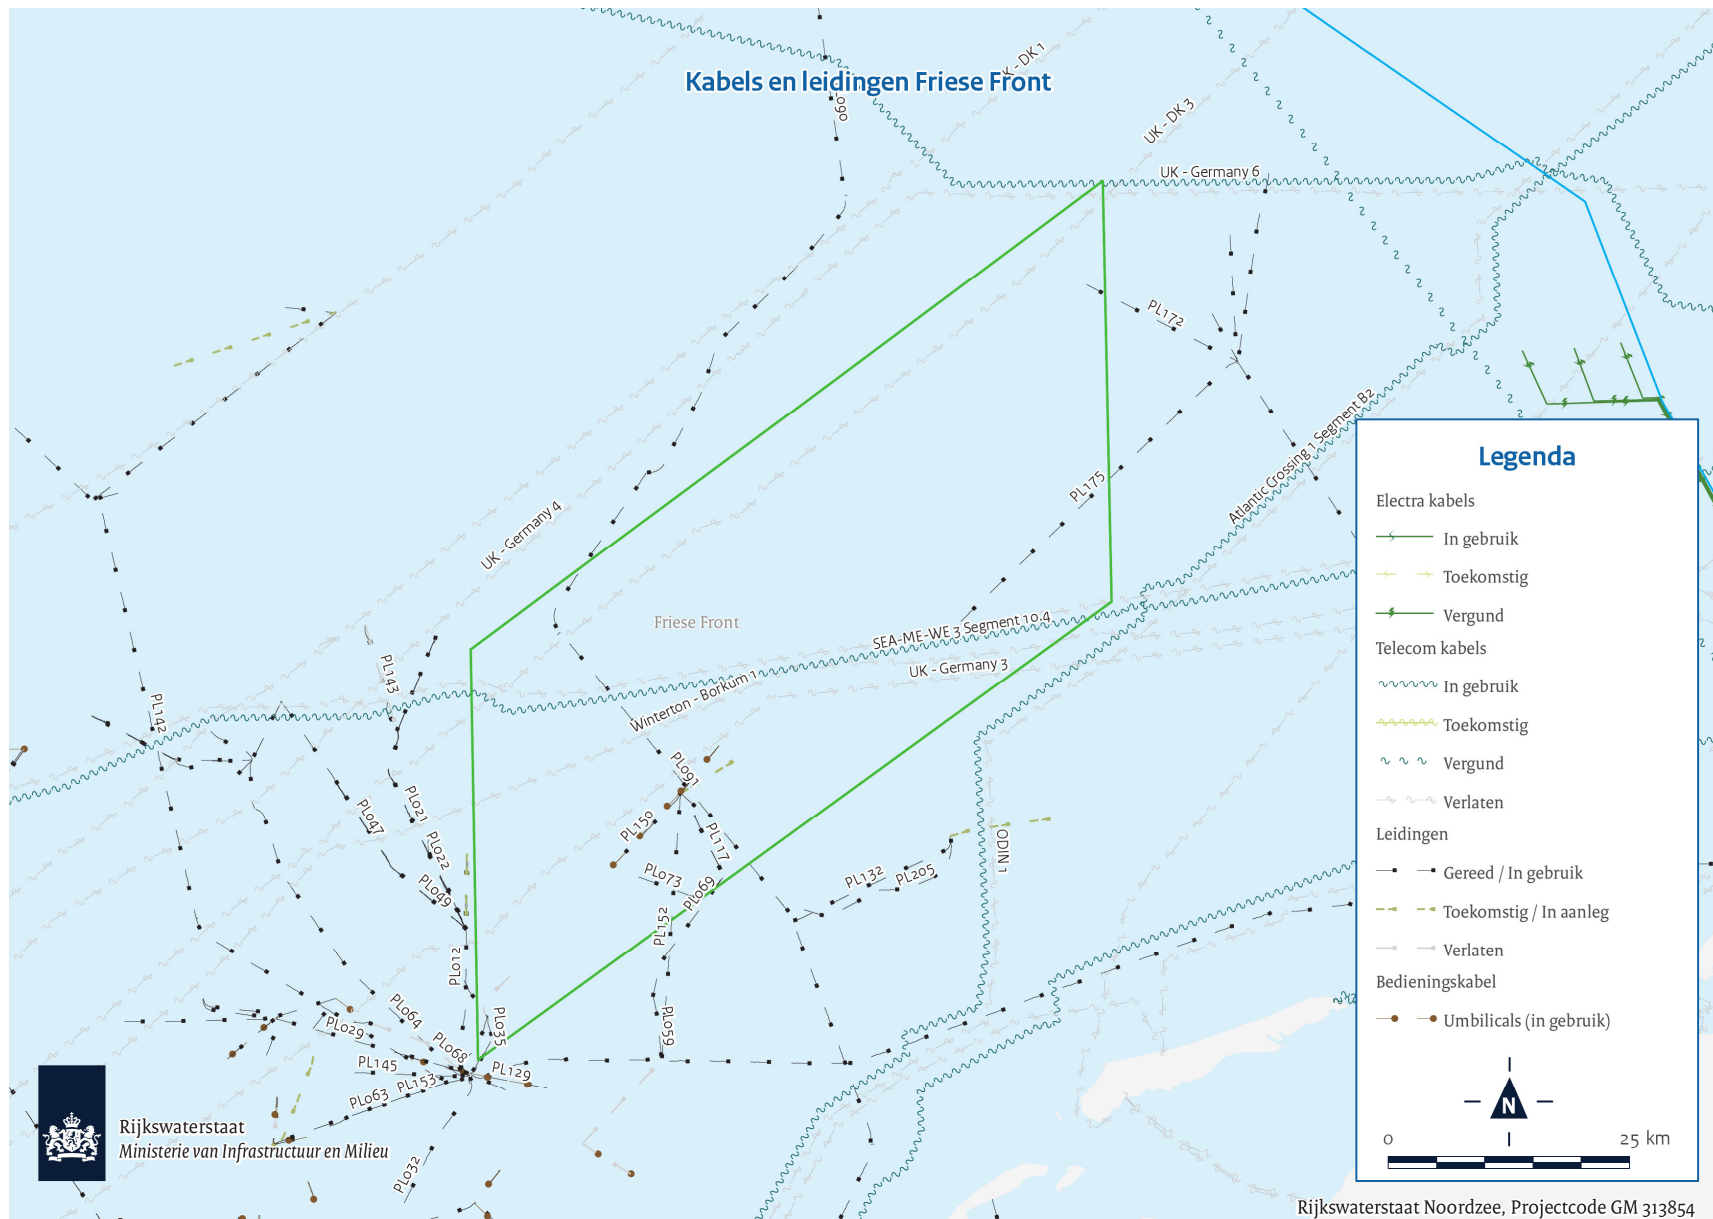 Kabels en leidingen Friese Front
UK - DK 1
UK - DK 3
UK - Germany 6
PL172
PL175
Atlantic Crossing 1 Segment B2
UK - Germany 4
Friese Front
SEA-ME-WE 3 Segment 10.4
UK - Germany 3
Winterton - Borkum 1
PL143
PL142
PL091
PL150
PL117
PL073
PL069
PL152
PL059
PL132
PL205
ODIN 1
PL047
PL021
PL022
PL049
PL012
PL035
PL064
PL029
PL068
PL145
PL153
PL063
PL129
PL032
Legenda
Electra kabels
In gebruik
Toekomstig
Vergund
Telecom kabels
In gebruik
Toekomstig
Vergund
Verlaten
Leidingen
Gereed / In gebruik
Toekomstig / In aanleg
Verlaten
Bedieningskabel
Umbilicals (in gebruik)
N
0 25 km
Rijkswaterstaat
Ministerie van Infrastructuur en Milieu
Rijkswaterstaat Noordzee, Projectcode GM 313854